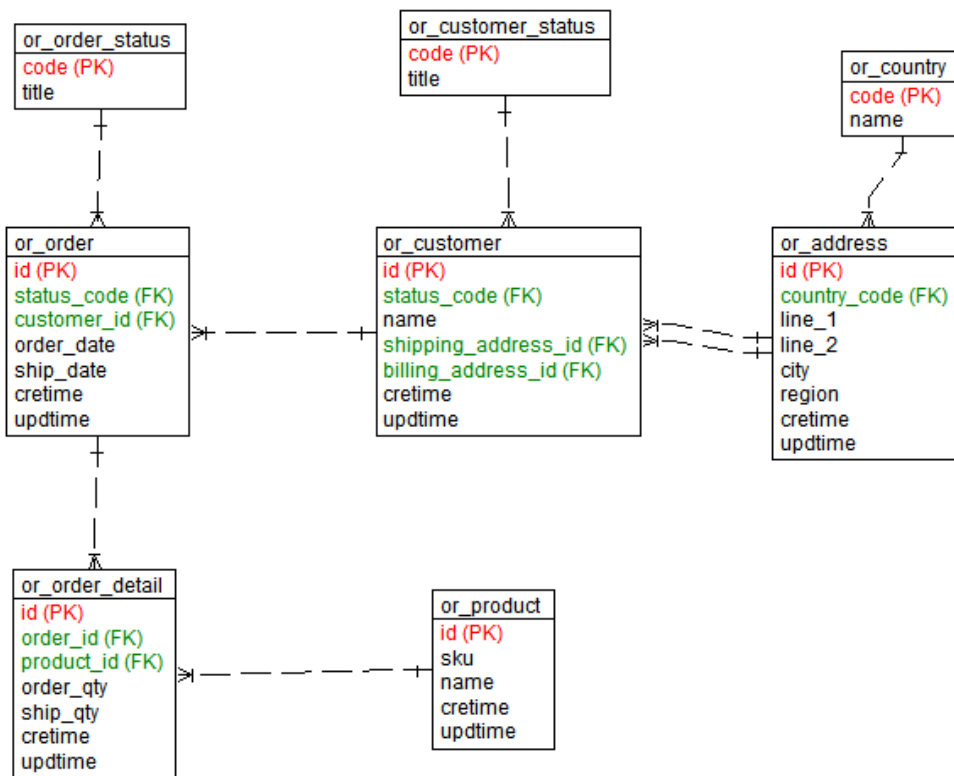 or_order_status
code (PK)
title
or_customer_status
code (PK)
title
or_country
code (PK)
name
or_order
id (PK)
status_code (FK)
customer_id (FK)
order_date
ship_date
cretime
updtime
or_customer
id (PK)
status_code (FK)
name
shipping_address_id (FK)
billing_address_id (FK)
cretime
updtime
or_address
id (PK)
country_code (FK)
line_1
line_2
city
region
cretime
updtime
or_order_detail
id (PK)
order_id (FK)
product_id (FK)
order_qty
ship_qty
cretime
updtime
or_product
id (PK)
sku
name
cretime
updtime